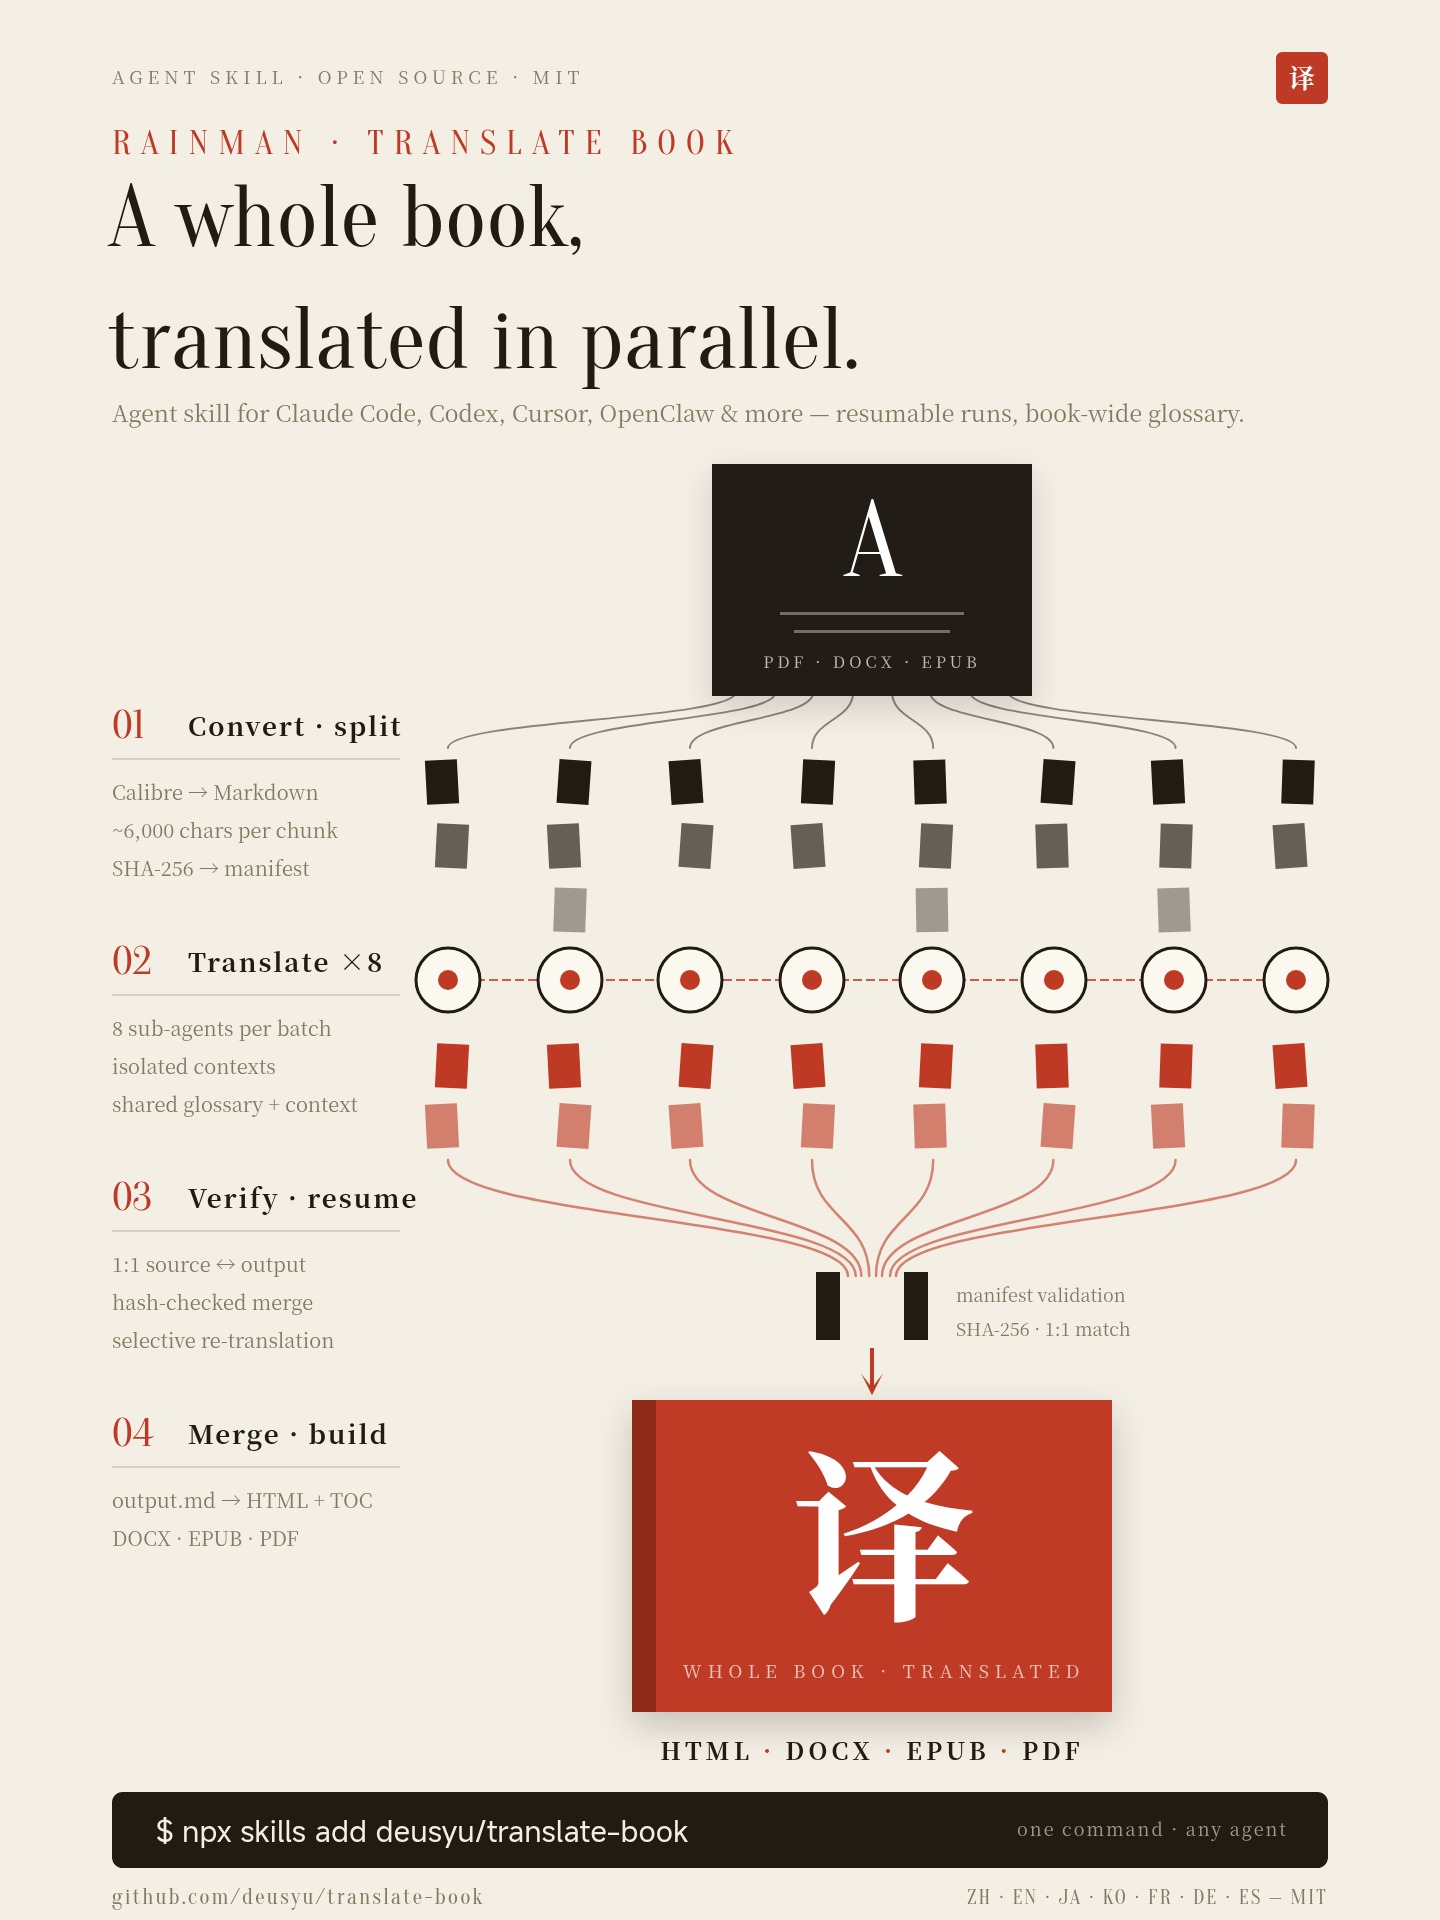 AGENT SKILL · OPEN SOURCE · MIT
译
RAINMAN · TRANSLATE BOOK
A whole book,
translated in parallel.
Agent skill for Claude Code, Codex, Cursor, OpenClaw & more — resumable runs, book-wide glossary.
A
PDF · DOCX · EPUB
01 Convert · split
Calibre → Markdown
~6,000 chars per chunk
SHA-256 → manifest
02 Translate ×8
8 sub-agents per batch
isolated contexts
shared glossary + context
03 Verify · resume
1:1 source ↔ output
hash-checked merge
selective re-translation
manifest validation
SHA-256 · 1:1 match
04 Merge · build
output.md → HTML + TOC
DOCX · EPUB · PDF
译
WHOLE BOOK · TRANSLATED
HTML · DOCX · EPUB · PDF
$ npx skills add deusyu/translate-book
one command · any agent
github.com/deusyu/translate-book
ZH · EN · JA · KO · FR · DE · ES — MIT